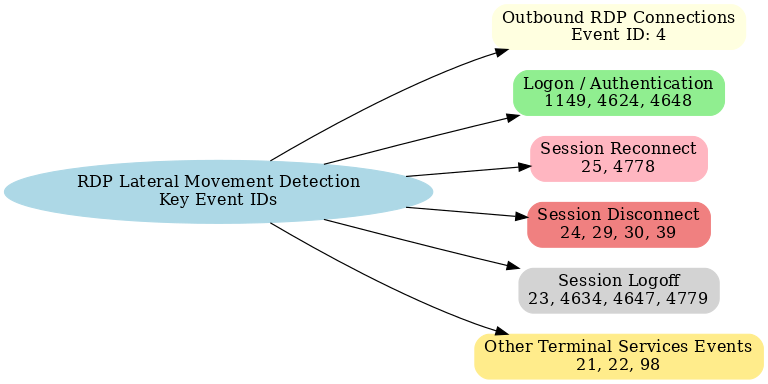 RDP Lateral Movement Detection
Key Event IDs
Outbound RDP Connections
Event ID: 4
Logon / Authentication
1149, 4624, 4648
Session Reconnect
25, 4778
Session Disconnect
24, 29, 30, 39
Session Logoff
23, 4634, 4647, 4779
Other Terminal Services Events
21, 22, 98